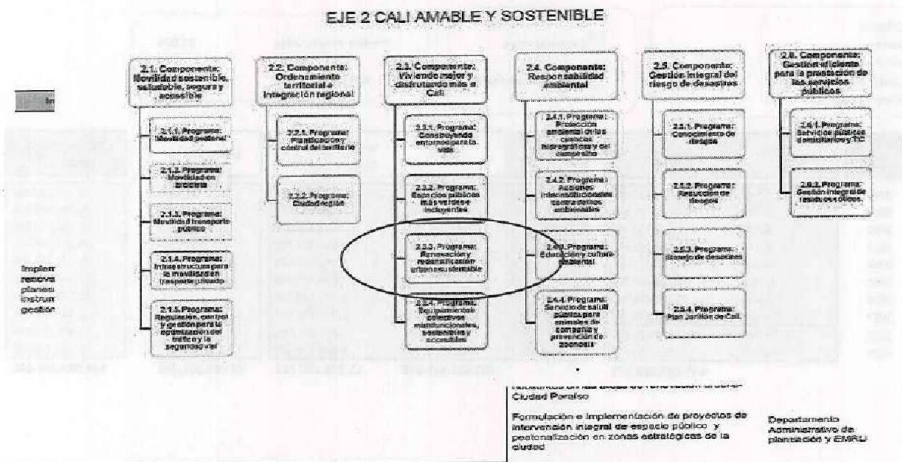 EJE 2 CALI AMABLE Y SOSTENIBLE
2.1. Componente:
Movilidad sostenible,
saludable, segura y
accesible
2.1.1. Programa:
Movilidad peatonal
2.1.2. Programa:
Movilidad en
bicicleta
2.1.3. Programa:
Movilidad transporte
público
2.1.4. Programa:
Infraestructura para
la movilidad en
transporte privado
2.1.5. Programa:
Regulación, control
y gestión para la
optimización del
tráfico y la
seguridad vial
2.2. Componente:
Ordenamiento
territorial e
integración regional
2.2.1. Programa:
Planificación y
control del territorio
2.2.2. Programa:
Ciudad región
2.3. Componente:
Viviendo mejor y
disfrutando más a
Cali
2.3.1. Programa:
Construyendo
entornos para la
vida
2.3.2. Programa:
Espacios públicos
más verdes e
incluyentes
2.3.3. Programa:
Renovación y
redensificación
urbana sustentable
2.3.4. Programa:
Equipamientos
colectivos
multifuncionales,
sostenibles y
accesibles
2.4. Componente:
Responsabilidad
ambiental
2.4.1. Programa:
Protección
ambiental de las
cuencas
hidrográficas y del
campesino
2.4.2. Programa:
Acciones
contra delitos
ambientales
2.4.3. Programa:
Educación y cultura
ambiental
2.4.4. Programa:
Servicio de salud
pública para
animales de
compañía y
prevención de
zoonosis
2.5. Componente:
Gestión integral del
riesgo de desastres
2.5.1. Programa:
Conocimiento de
riesgos
2.5.2. Programa:
Reducción de
riesgos
2.5.3. Programa:
Manejo de desastres
2.5.4. Programa:
Plan Jarillón de Cali.
2.6. Componente:
Gestión eficiente
para la prestación de
los servicios
públicos
2.6.1. Programa:
Servicios públicos
domiciliarios y TIC
2.6.2. Programa:
Gestión integral de
residuos sólidos.
In
Implem
renova
planes
instrum
gestión
Ciudad Paraíso
Formulación e Implementación de proyectos de
intervención integral de espacio público y
peatonalización en zonas estratégicas de la
ciudad
Departamento
Administrativo de
planeación y EMRU